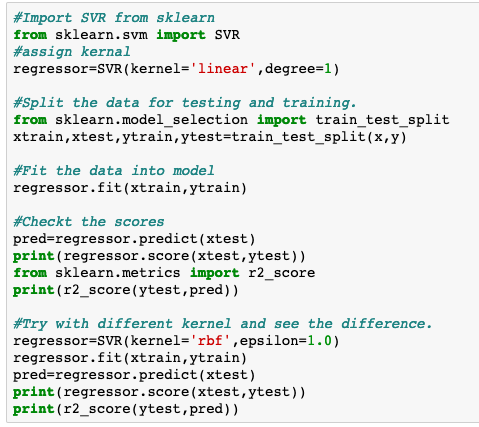 #Import SVR from sklearn
from sklearn.svm import SVR
#assign kernal
regressor=SVR(kernel='linear',degree=1)
#Split the data for testing and training.
from sklearn.model_selection import train_test_split
xtrain,xtest,ytrain,ytest=train_test_split(x,y)
#Fit the data into model
regressor.fit(xtrain,ytrain)
#Checkt the scores
pred=regressor.predict(xtest)
print(regressor.score(xtest,ytest))
from sklearn.metrics import r2_score
print(r2_score(ytest,pred))
#Try with different kernel and see the difference.
regressor=SVR(kernel='rbf',epsilon=1.0)
regressor.fit(xtrain,ytrain)
pred=regressor.predict(xtest)
print(regressor.score(xtest,ytest))
print(r2_score(ytest,pred))